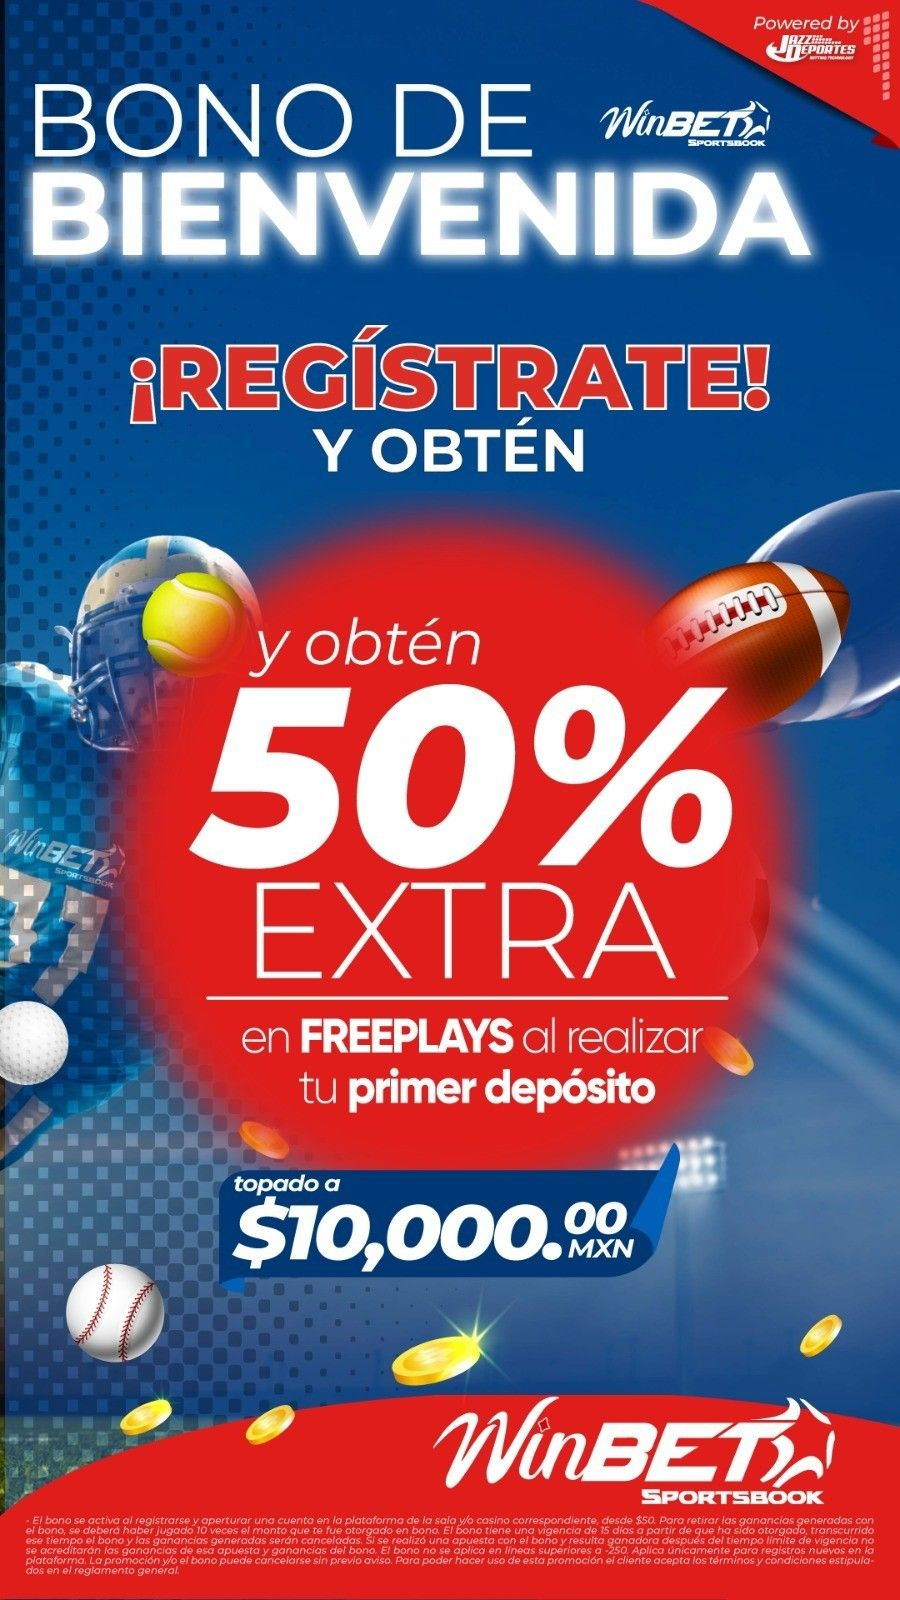 Powered by
JAZZ
DEPORTES
BETTING TECHNOLOGY
BONO DE
WinBET
SPORTSBOOK
BIENVENIDA
¡REGÍSTRATE!
Y OBTÉN
y obtén
50%
EXTRA
en FREEPLAYS al realizar
tu primer depósito
WinBET
SPORTSBOOK
topado a
$10,000.00
MXN
WinBET
SPORTSBOOK
- El bono se activa al registrarse y aperturar una cuenta en la plataforma de la sala y/o casino correspondiente, desde $50. Para retirar las ganancias generadas con
el bono, se deberá haber jugado 10 veces el monto que te fue otorgado en bono. El bono tiene una vigencia de 15 días a partir de que ha sido otorgado, transcurrido
ese tiempo el bono y las ganancias generadas serán canceladas. Si se realizó una apuesta con el bono y resulta ganadora después del tiempo límite de vigencia no
se acreditarán las ganancias de esa apuesta y ganancias del bono. El bono no se aplica en líneas superiores a -250. Aplica únicamente para registros nuevos en la
plataforma. La promoción y/o el bono puede cancelarse sin previo aviso. Para poder hacer uso de esta promoción el cliente acepta los términos y condiciones estipula-
dos en el reglamento general.